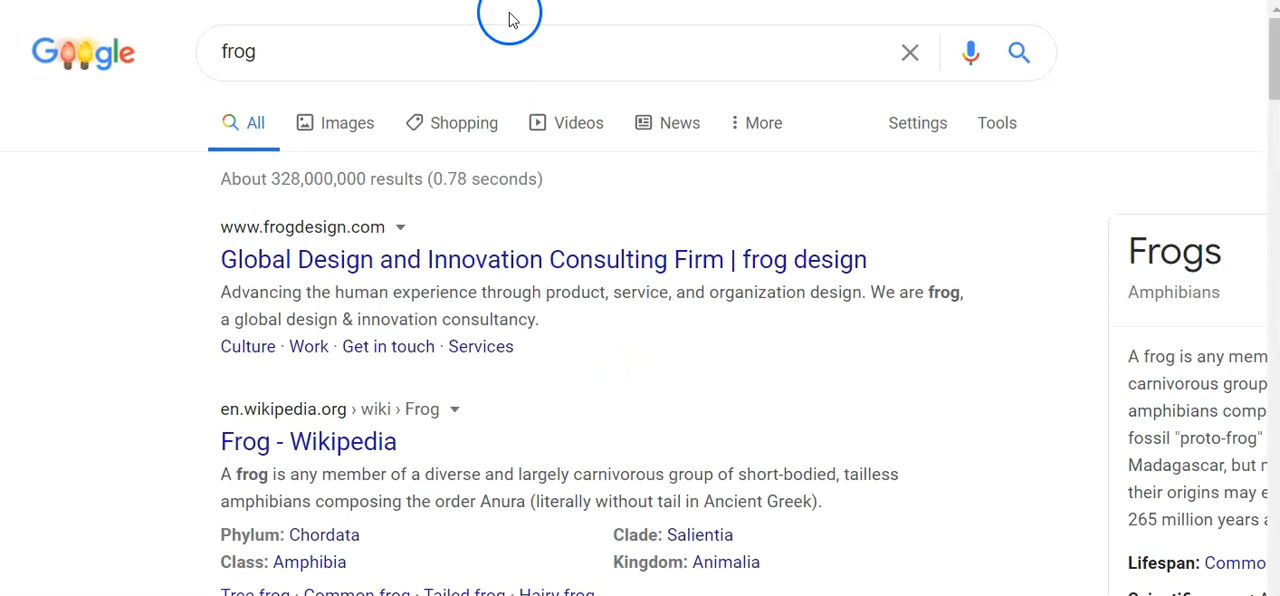 Google
frog
All Images Shopping Videos News More Settings Tools
About 328,000,000 results (0.78 seconds)
www.frogdesign.com
Global Design and Innovation Consulting Firm | frog design
Advancing the human experience through product, service, and organization design. We are frog,
a global design & innovation consultancy.
Culture · Work · Get in touch · Services
en.wikipedia.org › wiki › Frog
Frog - Wikipedia
A frog is any member of a diverse and largely carnivorous group of short-bodied, tailless
amphibians composing the order Anura (literally without tail in Ancient Greek).
Phylum: Chordata Clade: Salientia
Class: Amphibia Kingdom: Animalia
Tree frog · Common frog · Tailed frog · Hairy frog
Frogs
Amphibians
A frog is any mem
carnivorous group
amphibians comp
fossil "proto-frog"
Madagascar, but
their origins may
265 million years
Lifespan: Commo